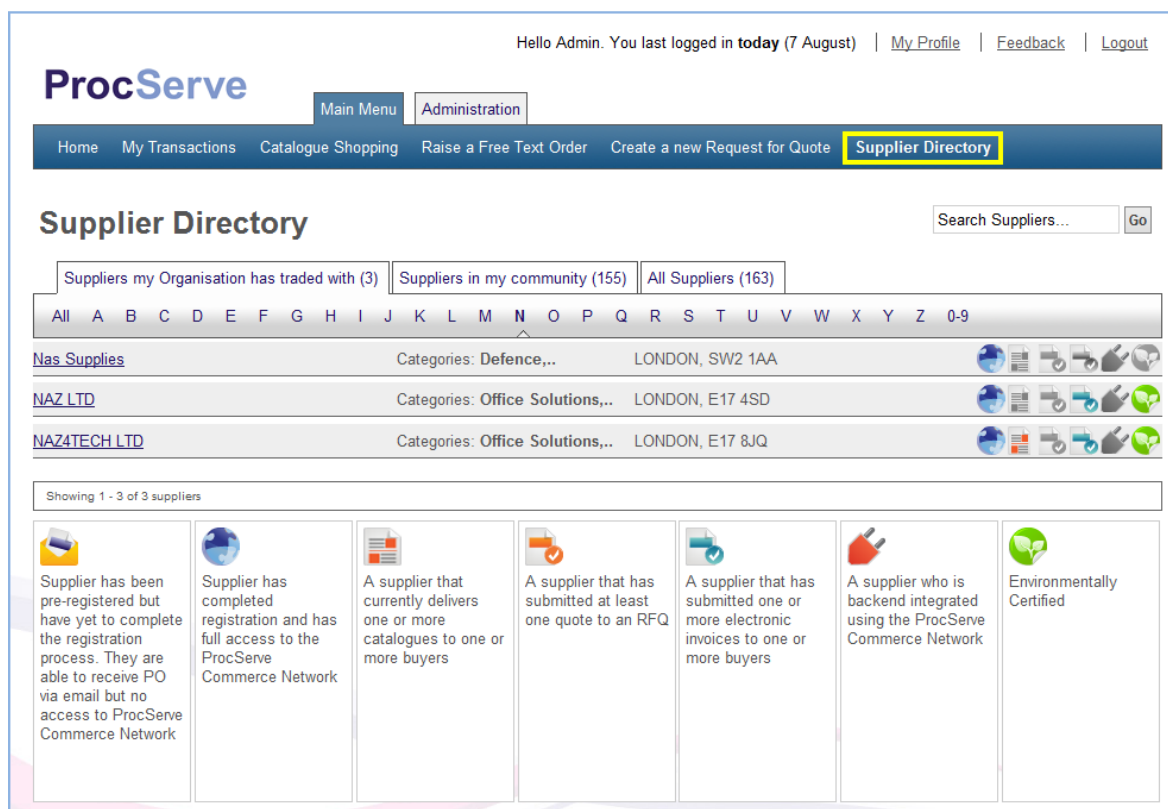 Hello Admin. You last logged in today (7 August) My Profile Feedback Logout
ProcServe
Main Menu Administration
Home My Transactions Catalogue Shopping Raise a Free Text Order Create a new Request for Quote Supplier Directory
Supplier Directory
Search Suppliers... Go
Suppliers my Organisation has traded with (3) Suppliers in my community (155) All Suppliers (163)
All A B C D E F G H I J K L M N O P Q R S T U V W X Y Z 0-9
Nas Supplies Categories: Defence,.. LONDON, SW2 1AA
NAZ LTD Categories: Office Solutions,.. LONDON, E17 4SD
NAZ4TECH LTD Categories: Office Solutions,.. LONDON, E17 8JQ
Showing 1 - 3 of 3 suppliers
Supplier has been
pre-registered but
have yet to complete
the registration
process. They are
able to receive PO
via email but no
access to ProcServe
Commerce Network
Supplier has
completed
registration and has
full access to the
ProcServe
Commerce Network
A supplier that
currently delivers
one or more
catalogues to one or
more buyers
A supplier that has
submitted at least
one quote to an RFQ
A supplier that has
submitted one or
more electronic
invoices to one or
more buyers
A supplier who is
backend integrated
using the ProcServe
Commerce Network
Environmentally
Certified